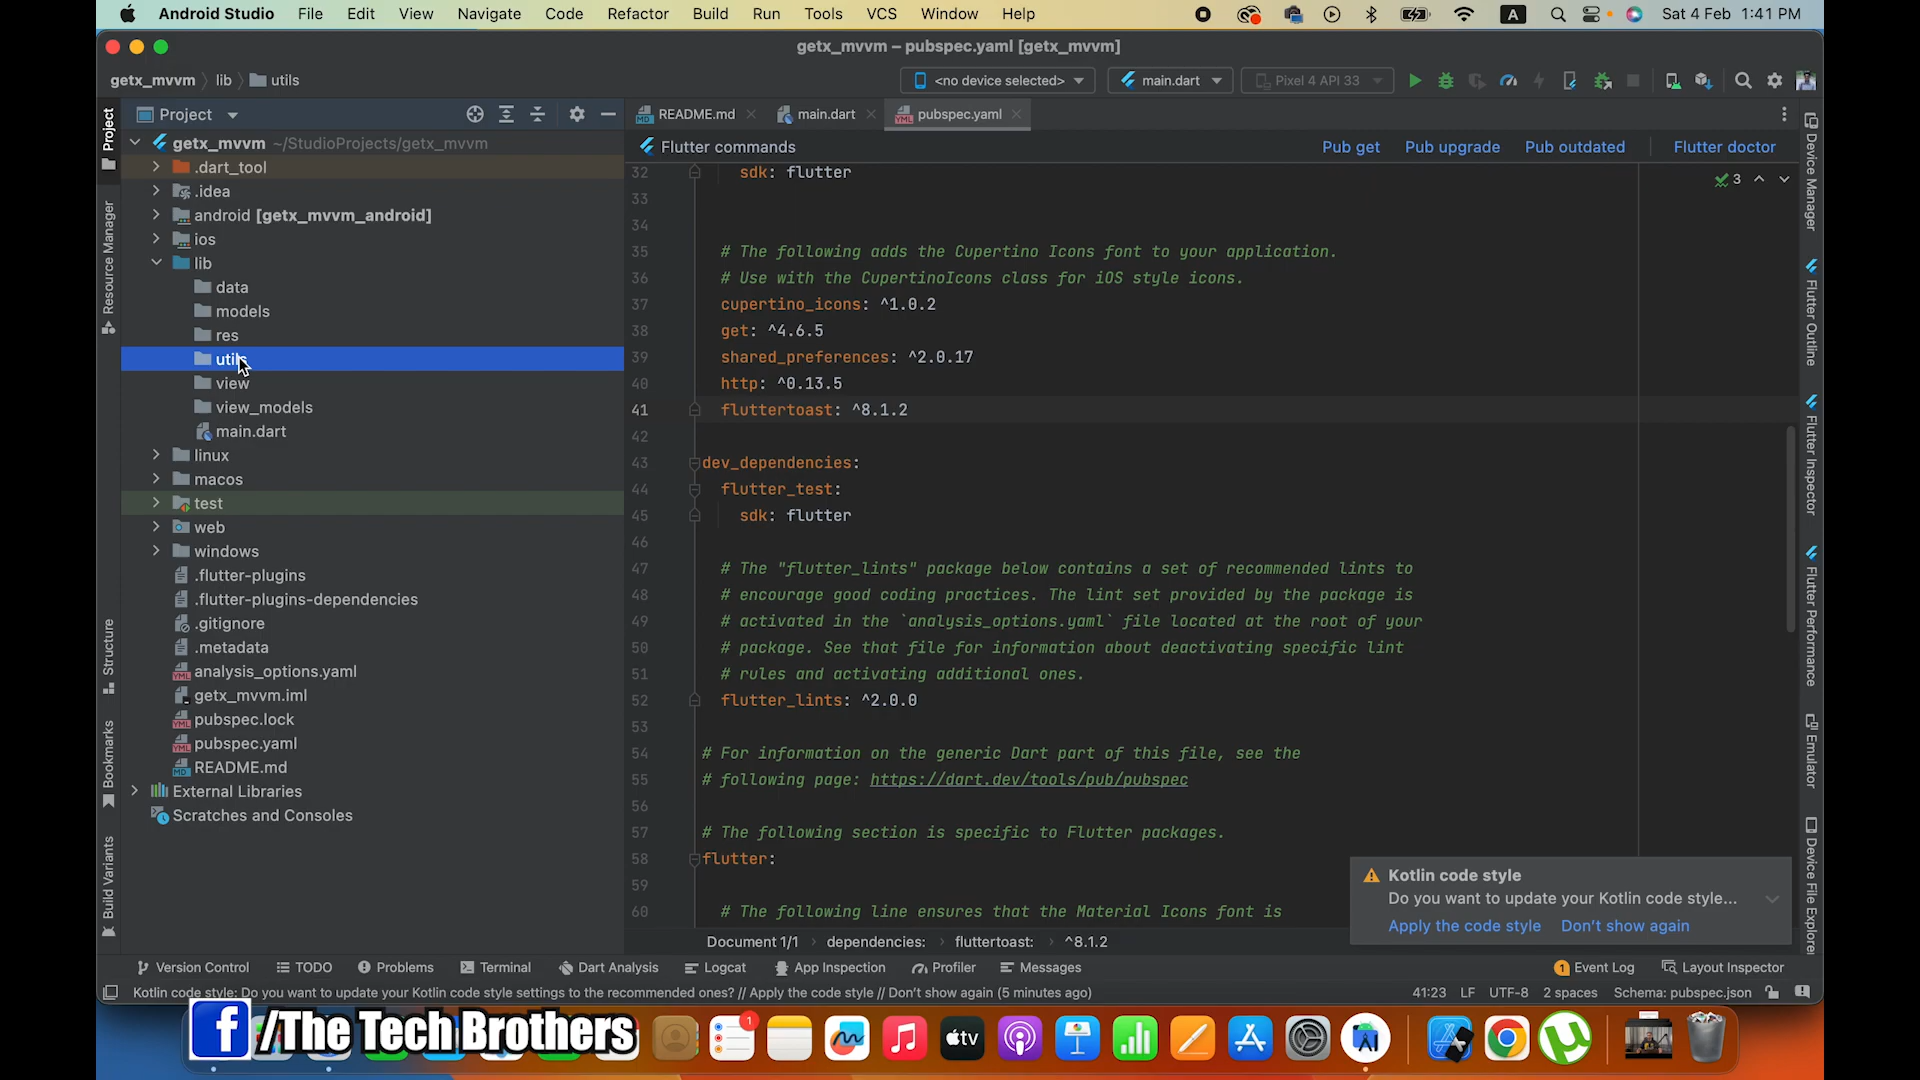 Android Studio File Edit View Navigate Code Refactor Build Run Tools VCS Window Help A Sat 4 Feb 1:41 PM
getx_mvvm – pubspec.yaml [getx_mvvm]
getx_mvvm lib utils <no device selected> main.dart Pixel 4 API 33
Project README.md main.dart pubspec.yaml
getx_mvvm ~/StudioProjects/getx_mvvm
.dart_tool
.idea
android [getx_mvvm_android]
ios
lib
data
models
res
utils
view
view_models
main.dart
linux
macos
test
web
windows
.flutter-plugins
.flutter-plugins-dependencies
.gitignore
.metadata
analysis_options.yaml
getx_mvvm.iml
pubspec.lock
pubspec.yaml
README.md
External Libraries
Scratches and Consoles
Project
Resource Manager
Structure
Bookmarks
Build Variants
Flutter commands Pub get Pub upgrade Pub outdated Flutter doctor
3
32 sdk: flutter
33
34
35 # The following adds the Cupertino Icons font to your application.
36 # Use with the CupertinoIcons class for iOS style icons.
37 cupertino_icons: ^1.0.2
38 get: ^4.6.5
39 shared_preferences: ^2.0.17
40 http: ^0.13.5
41 fluttertoast: ^8.1.2
42
43 dev_dependencies:
44 flutter_test:
45 sdk: flutter
46
47 # The "flutter_lints" package below contains a set of recommended lints to
48 # encourage good coding practices. The lint set provided by the package is
49 # activated in the `analysis_options.yaml` file located at the root of your
50 # package. See that file for information about deactivating specific lint
51 # rules and activating additional ones.
52 flutter_lints: ^2.0.0
53
54 # For information on the generic Dart part of this file, see the
55 # following page: https://dart.dev/tools/pub/pubspec
56
57 # The following section is specific to Flutter packages.
58 flutter:
59
60 # The following line ensures that the Material Icons font is
Document 1/1 dependencies: fluttertoast: ^8.1.2
Kotlin code style
Do you want to update your Kotlin code style...
Apply the code style Don't show again
Device Manager
Flutter Outline
Flutter Inspector
Flutter Performance
Emulator
Device File Explorer
Version Control TODO Problems Terminal Dart Analysis Logcat App Inspection Profiler Messages 1 Event Log Layout Inspector
Kotlin code style: Do you want to update your Kotlin code style settings to the recommended ones? // Apply the code style // Don't show again (5 minutes ago) 41:23 LF UTF-8 2 spaces Schema: pubspec.json
f /The Tech Brothers 1 tv